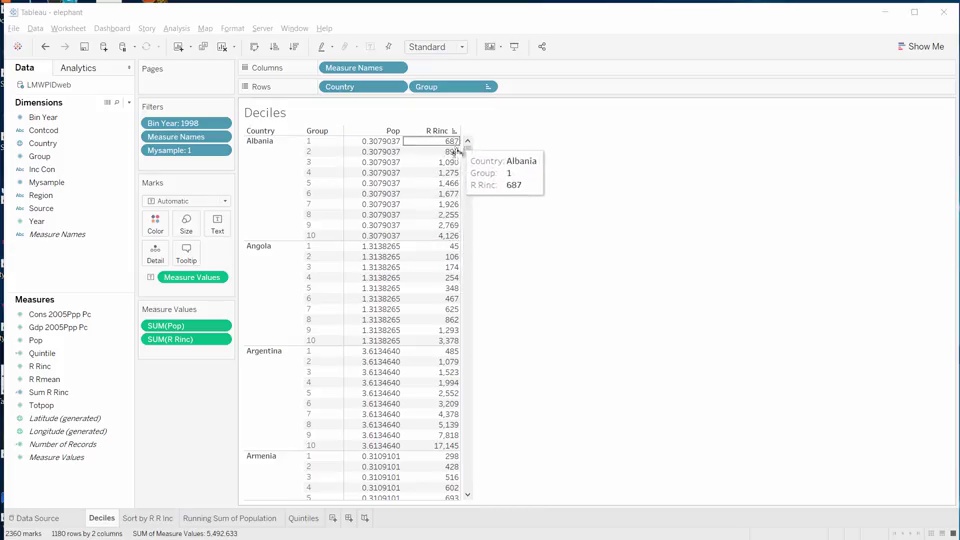 Tableau - elephant
File Data Worksheet Dashboard Story Analysis Map Format Server Window Help
Standard
Show Me
Data Analytics
LMWPIDweb
Dimensions
Bin Year
Contcod
Country
Group
Inc Con
Mysample
Region
Source
Year
Measure Names
Measures
Cons 2005Ppp Pc
Gdp 2005Ppp Pc
Pop
Quintile
R Rinc
R Rmean
Sum R Rinc
Totpop
Latitude (generated)
Longitude (generated)
Number of Records
Measure Values
Pages
Filters
Bin Year: 1998
Measure Names
Mysample: 1
Marks
Automatic
Color Size Text
Detail Tooltip
Measure Values
Measure Values
SUM(Pop)
SUM(R Rinc)
Columns Measure Names
Rows Country Group
Deciles
Country Group Pop R Rinc
Albania 1 0.3079037 687
2 0.3079037
3 0.3079037 1,090
4 0.3079037 1,275
5 0.3079037 1,466
6 0.3079037 1,677
7 0.3079037 1,926
8 0.3079037 2,255
9 0.3079037 2,769
10 0.3079037 4,126
Angola 1 1.3138265 45
2 1.3138265 106
3 1.3138265 174
4 1.3138265 254
5 1.3138265 348
6 1.3138265 467
7 1.3138265 625
8 1.3138265 862
9 1.3138265 1,293
10 1.3138265 3,378
Argentina 1 3.6134640 485
2 3.6134640 1,079
3 3.6134640 1,523
4 3.6134640 1,994
5 3.6134640 2,552
6 3.6134640 3,209
7 3.6134640 4,378
8 3.6134640 5,139
9 3.6134640 7,818
10 3.6134640 17,145
Armenia 1 0.3109101 298
2 0.3109101 428
3 0.3109101 516
4 0.3109101 602
5 0.3109101 693
Country: Albania
Group: 1
R Rinc: 687
Data Source Deciles Sort by R R Inc Running Sum of Population Quintiles
2360 marks 1180 rows by 2 columns SUM of Measure Values: 5,492,633